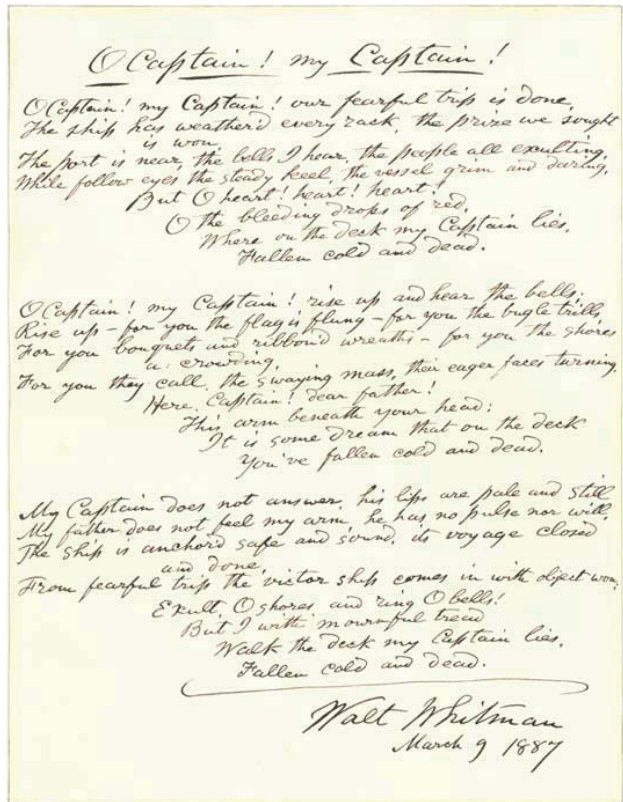 O Captain! my Captain!
O Captain! my Captain! our fearful trip is done,
The ship has weather'd every rack, the prize we sought
is won,
The port is near, the bells I hear, the people all exulting,
While follow eyes the steady keel, the vessel grim and daring,
But O heart! heart! heart!
O the bleeding drops of red,
Where on the deck my Captain lies,
Fallen cold and dead.
O Captain! my Captain! rise up and hear the bells;
Rise up – for you the flag is flung – for you the bugle trills,
For you bouquets and ribbon'd wreaths – for you the shores
a crowding,
For you they call, the swaying mass, their eager faces turning,
Here, Captain! dear father!
This arm beneath your head;
It is some dream that on the deck
You've fallen cold and dead.
My Captain does not answer, his lips are pale and still
My father does not feel my arm, he has no pulse nor will,
The ship is anchor'd safe and sound, its voyage closed
and done,
From fearful trip the victor ship comes in with object won;
Exult, O shores, and ring O bells!
But I with mournful tread
Walk the deck my Captain lies,
Fallen cold and dead.
Walt Whitman
March 9 1887